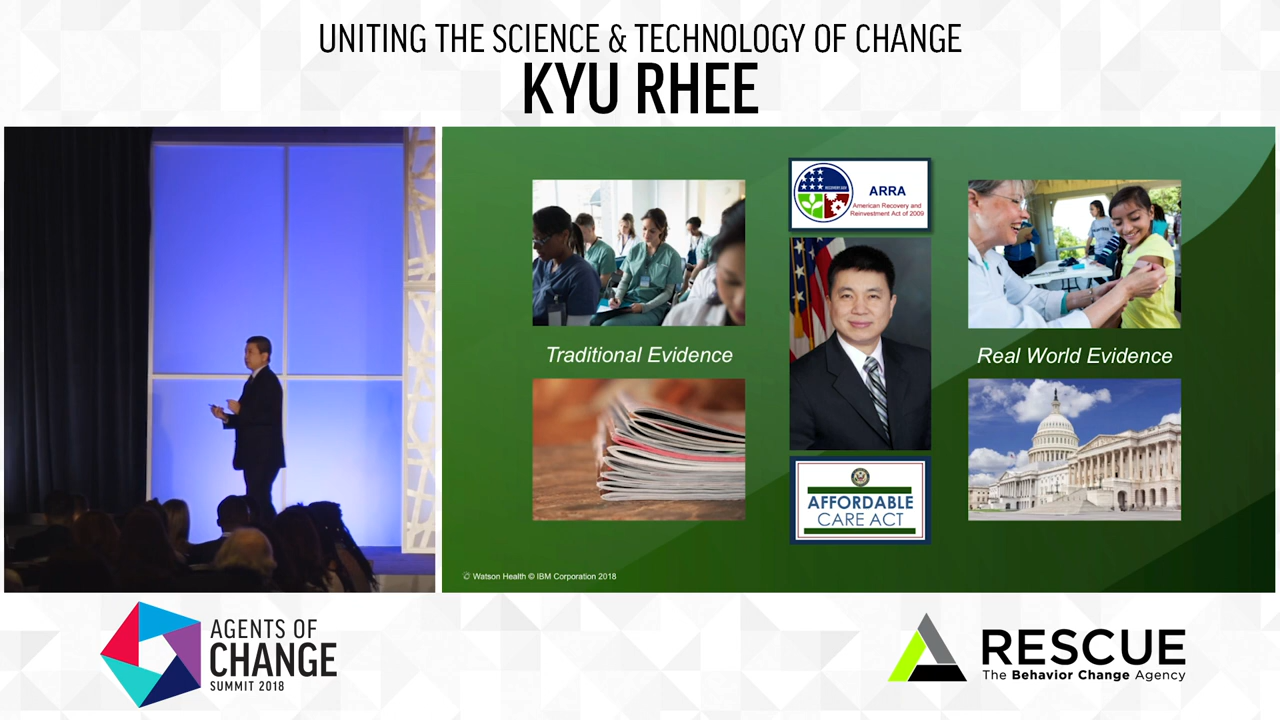 UNITING THE SCIENCE & TECHNOLOGY OF CHANGE
KYU RHEE
RECOVERY.GOV
ARRA
American Recovery and
Reinvestment Act of 2009
Traditional Evidence
Real World Evidence
AFFORDABLE
CARE ACT
Watson Health © IBM Corporation 2018
AGENTS OF
CHANGE
SUMMIT 2018
RESCUE
The Behavior Change Agency